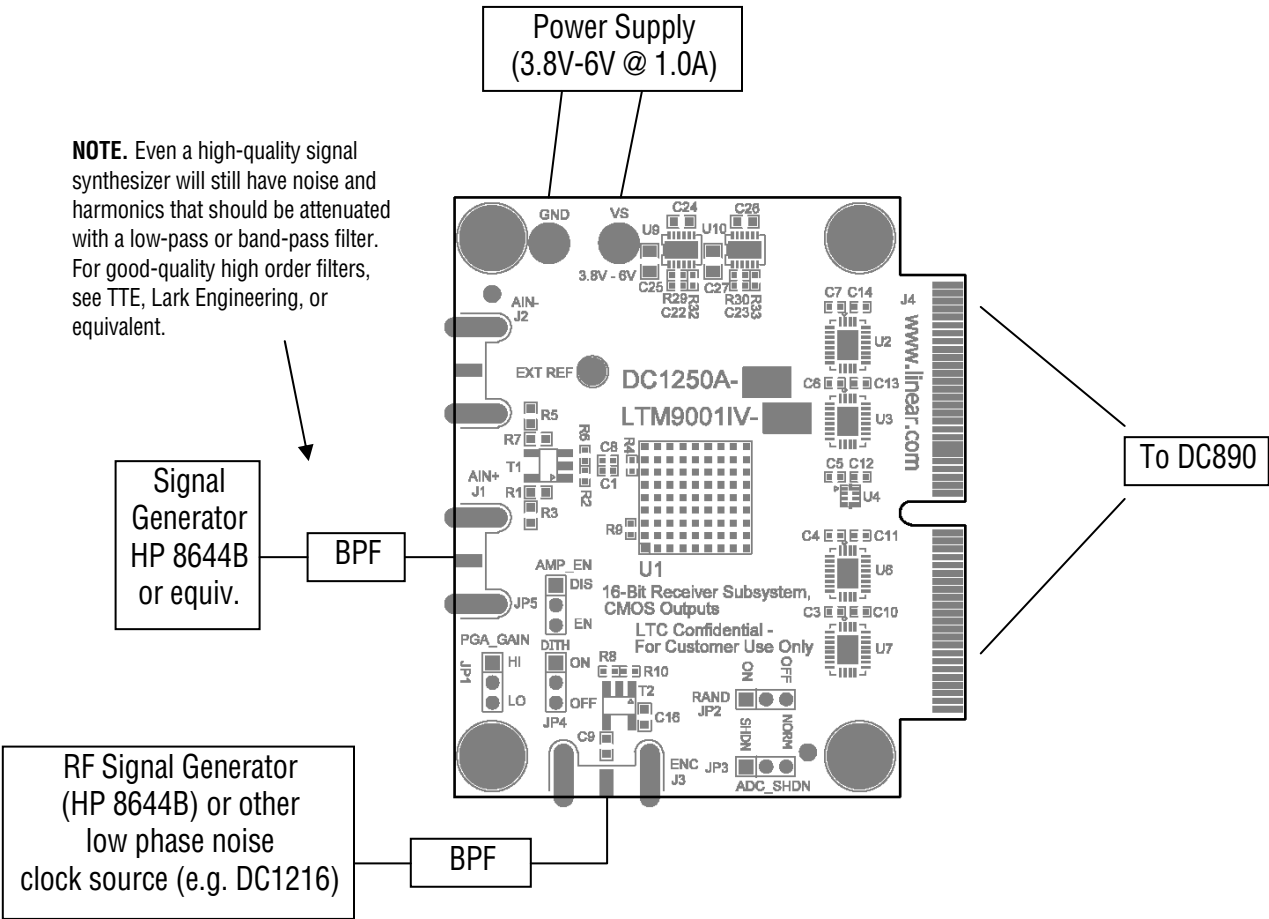 Power Supply
(3.8V-6V @ 1.0A)
NOTE. Even a high-quality signal
synthesizer will still have noise and
harmonics that should be attenuated
with a low-pass or band-pass filter.
For good-quality high order filters,
see TTE, Lark Engineering, or
equivalent.
GND
VS
3.8V - 6V
U9
C24
U10
C26
C25
R29
C22
R32
C27
R30
C23
R33
AIN-
J2
EXT REF
DC1250A-
LTM9001IV-
C7 C14
J4
www.linear.com
U2
C6 C13
U3
C5 C12
U4
C4 C11
U6
C3 C10
U7
To DC890
R5
R7
T1
R6
C8
C1
R4
R2
AIN+
J1
R1
R3
R9
U1
Signal
Generator
HP 8644B
or equiv.
BPF
AMP_EN
DIS
JP5
EN
16-Bit Receiver Subsystem,
CMOS Outputs
LTC Confidential -
For Customer Use Only
PGA_GAIN
JP1
HI
LO
DITH
ON
OFF
JP4
R8
R10
T2
C16
C9
ENC
J3
ON
OFF
RAND
JP2
SHDN
NORM
JP3
ADC_SHDN
RF Signal Generator
(HP 8644B) or other
low phase noise
clock source (e.g. DC1216)
BPF